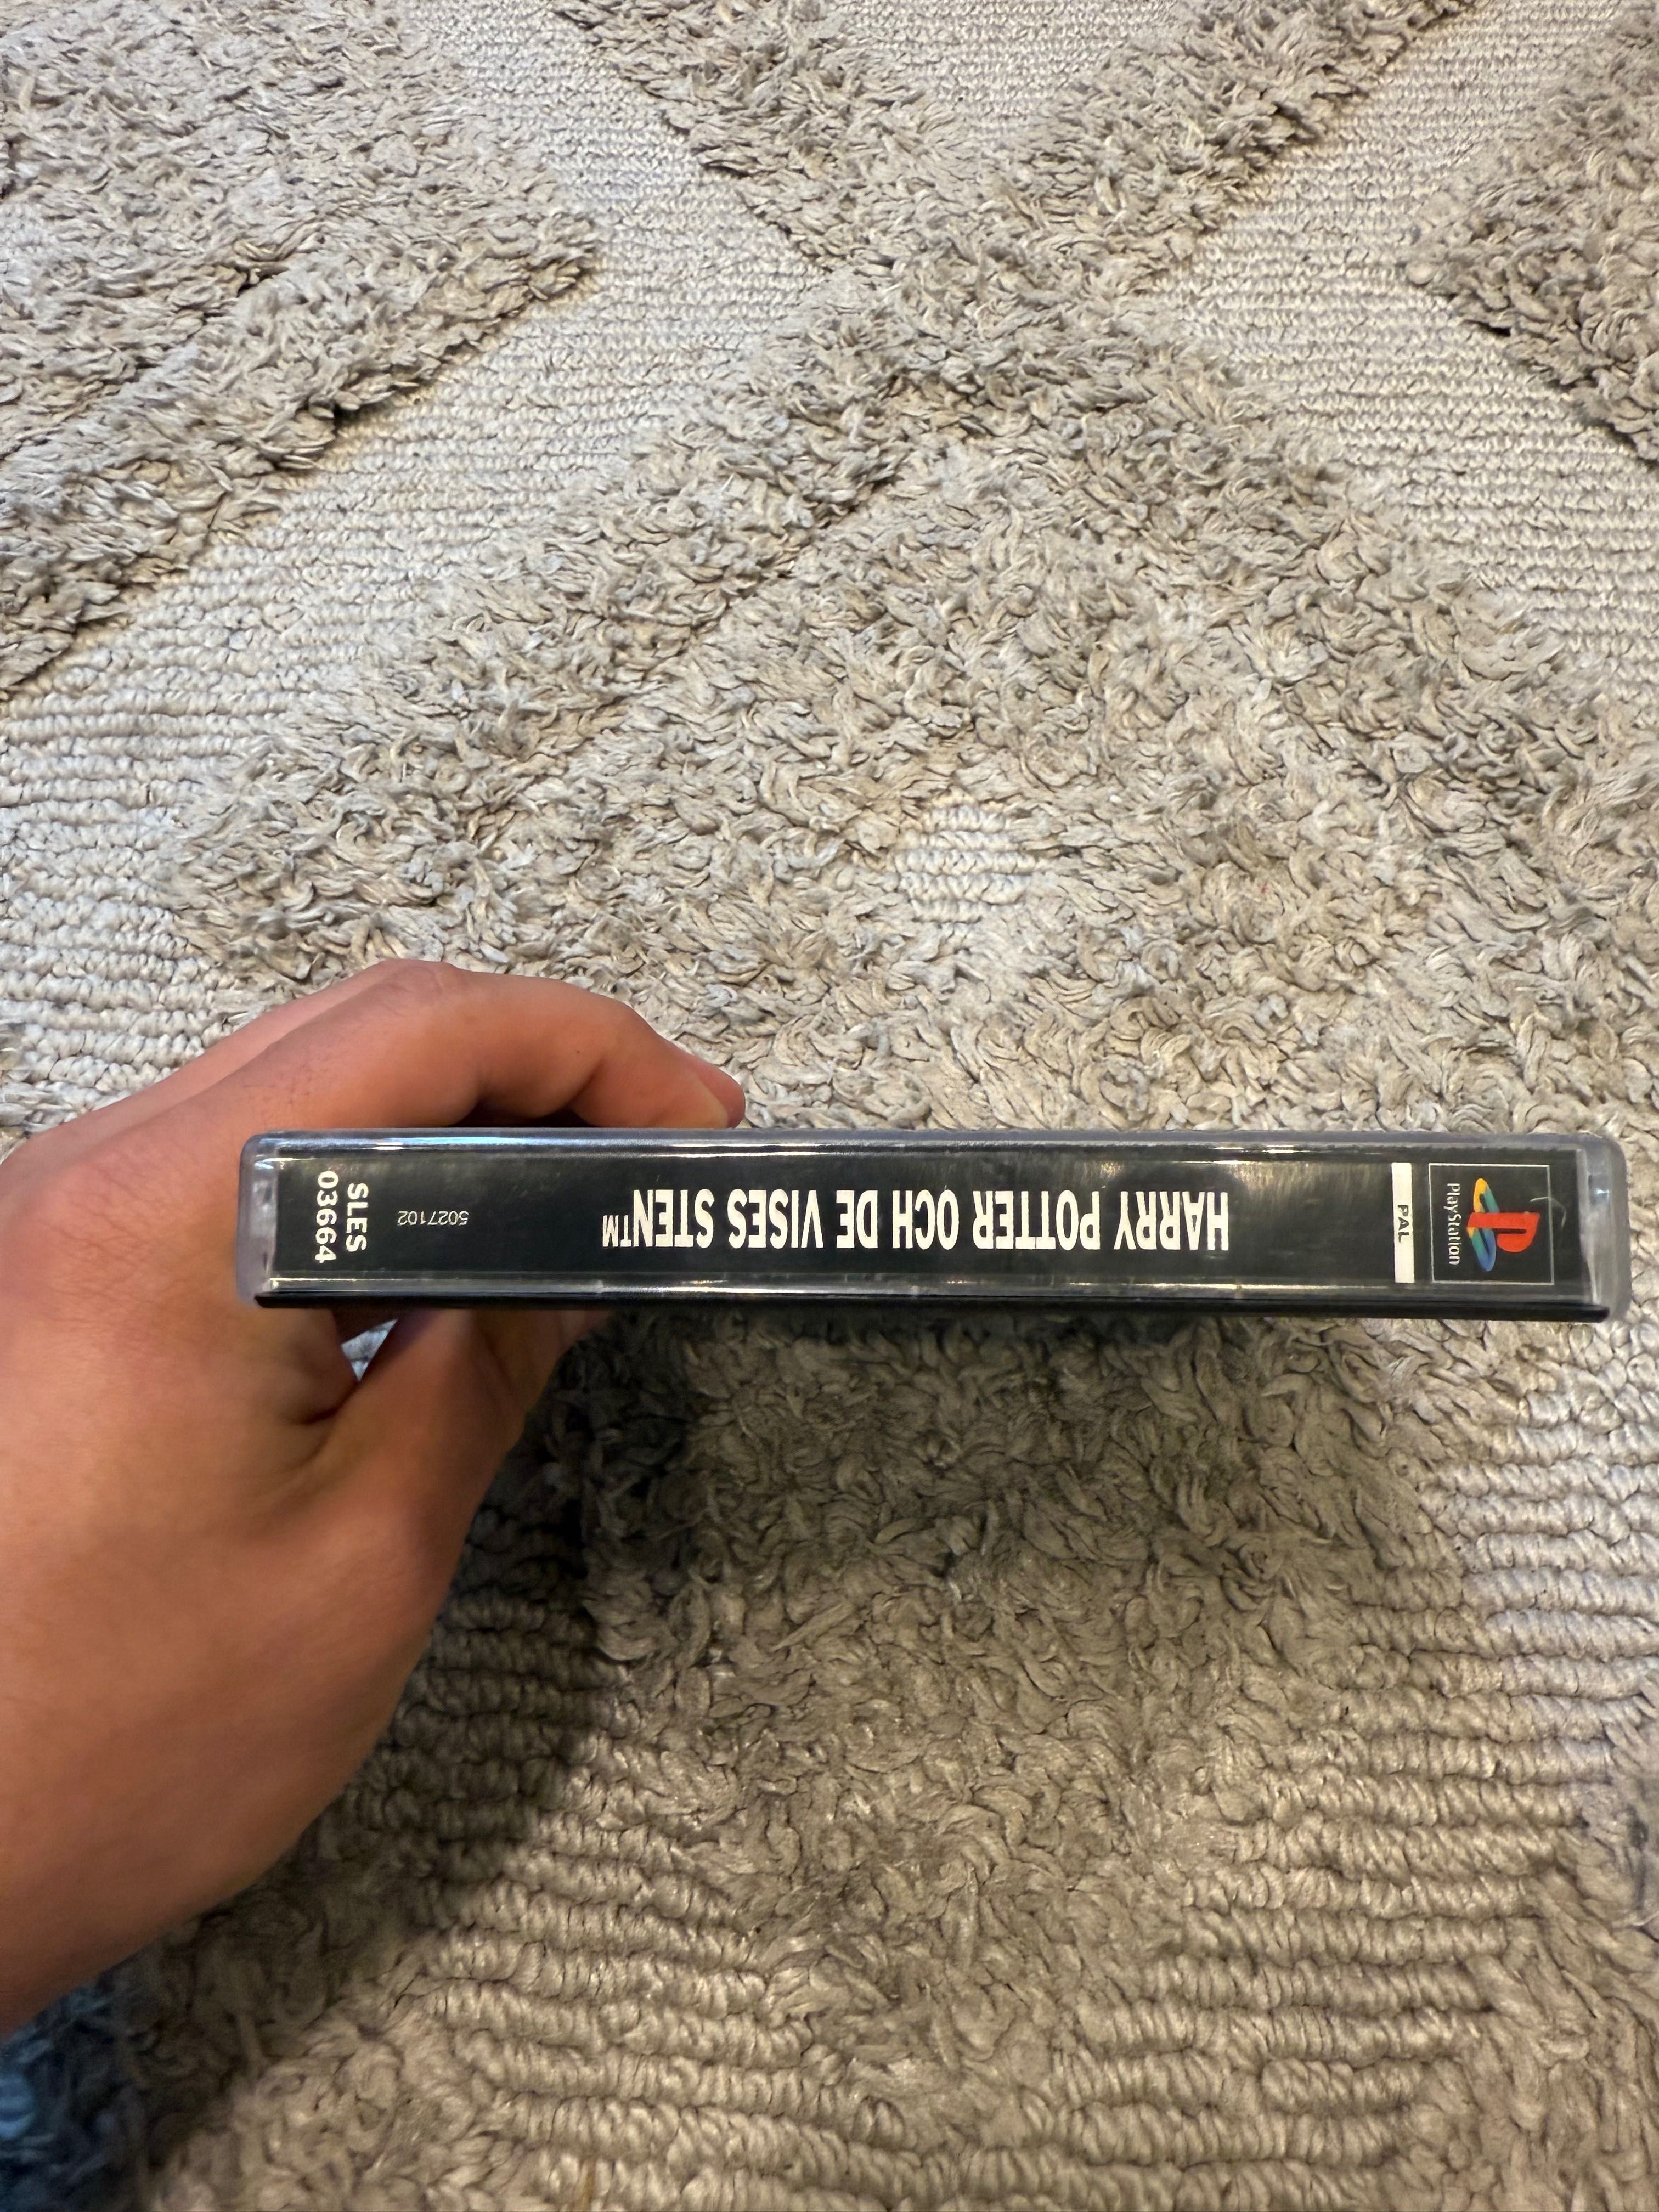 PlayStation
PAL
HARRY POTTER OCH DE VISES STEN™
5027102
SLES
03664